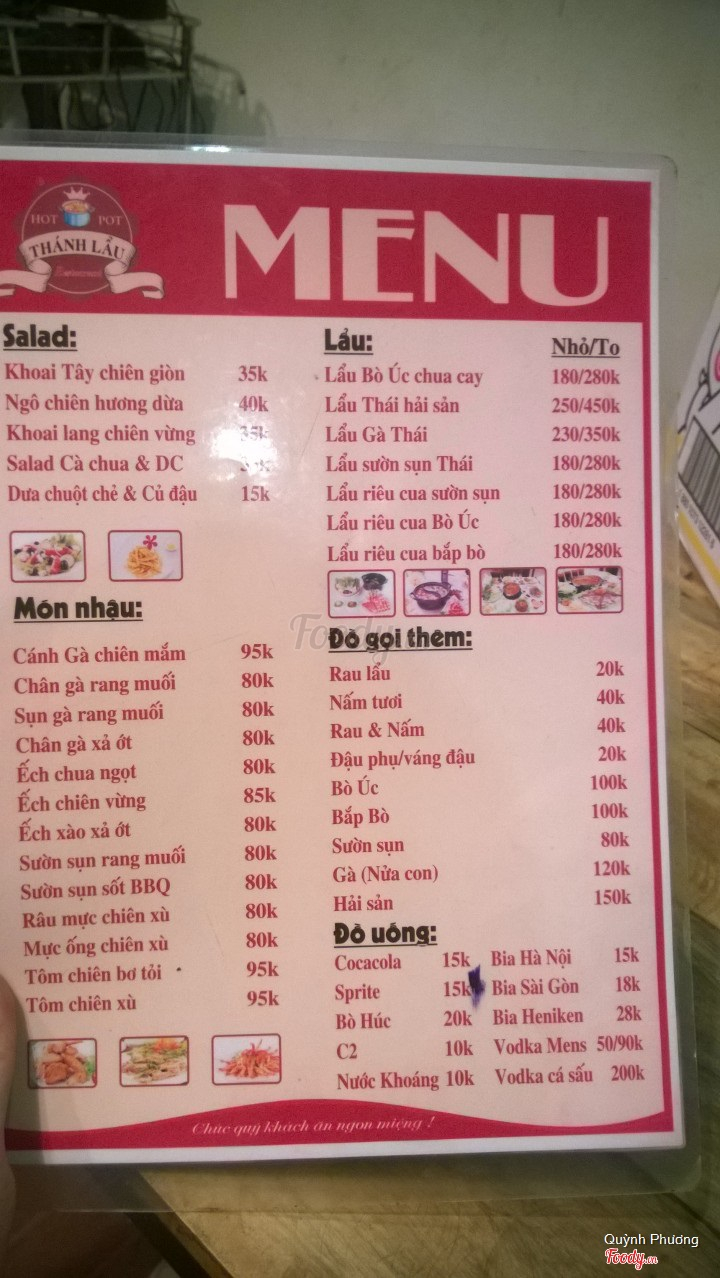 HOT POT
THÁNH LẨU
Restaurant
MENU
Salad:
Khoai Tây chiên giòn 35k
Ngô chiên hương dừa 40k
Khoai lang chiên vừng 35k
Salad Cà chua & DC
Dưa chuột chẻ & Củ đậu 15k
Món nhậu:
Cánh Gà chiên mắm 95k
Chân gà rang muối 80k
Sụn gà rang muối 80k
Chân gà xả ớt 80k
Ếch chua ngọt 80k
Ếch chiên vừng 85k
Ếch xào xả ớt 80k
Sườn sụn rang muối 80k
Sườn sụn sốt BBQ 80k
Râu mực chiên xù 80k
Mực ống chiên xù 80k
Tôm chiên bơ tỏi 95k
Tôm chiên xù 95k
Lẩu: Nhỏ/To
Lẩu Bò Úc chua cay 180/280k
Lẩu Thái hải sản 250/450k
Lẩu Gà Thái 230/350k
Lẩu sườn sụn Thái 180/280k
Lẩu riêu cua sườn sụn 180/280k
Lẩu riêu cua Bò Úc 180/280k
Lẩu riêu cua bắp bò 180/280k
Foody
Đồ gọi thêm:
Rau lẩu 20k
Nấm tươi 40k
Rau & Nấm 40k
Đậu phụ/váng đậu 20k
Bò Úc 100k
Bắp Bò 100k
Sườn sụn 80k
Gà (Nửa con) 120k
Hải sản 150k
Đồ uống:
Cocacola 15k Bia Hà Nội 15k
Sprite 15k Bia Sài Gòn 18k
Bò Húc 20k Bia Heniken 28k
C2 10k Vodka Mens 50/90k
Nước Khoáng 10k Vodka cá sấu 200k
Chúc quý khách ăn ngon miệng !
Quỳnh Phương
Foody.vn